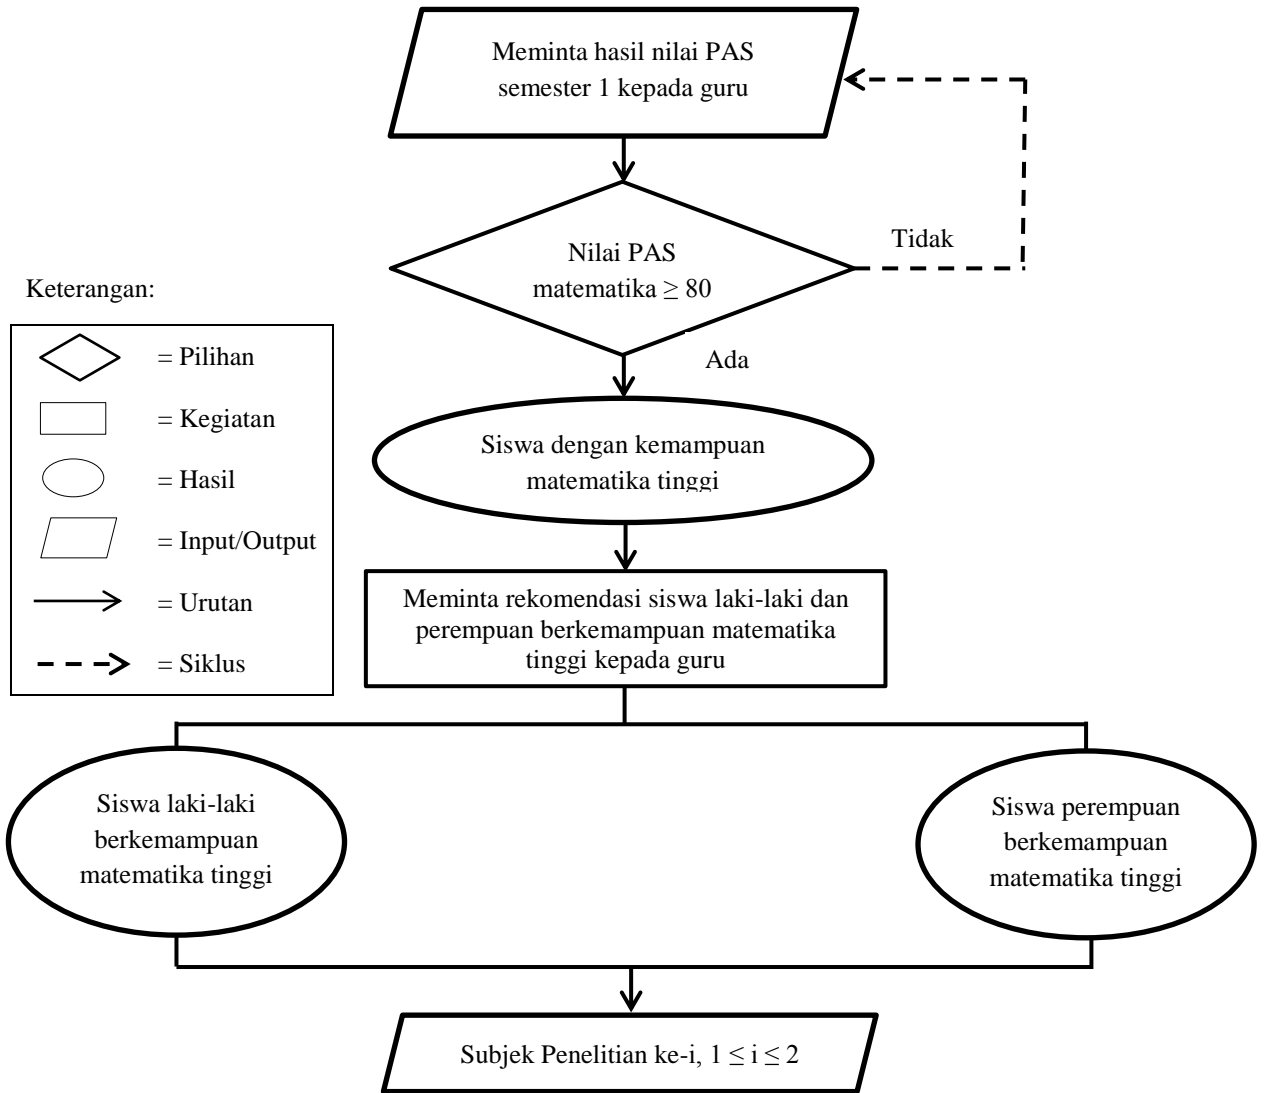 Meminta hasil nilai PAS
semester 1 kepada guru
Nilai PAS
matematika ≥ 80
Tidak
Ada
Keterangan:
= Pilihan
= Kegiatan
= Hasil
= Input/Output
= Urutan
= Siklus
Siswa dengan kemampuan
matematika tinggi
Meminta rekomendasi siswa laki-laki dan
perempuan berkemampuan matematika
tinggi kepada guru
Siswa laki-laki
berkemampuan
matematika tinggi
Siswa perempuan
berkemampuan
matematika tinggi
Subjek Penelitian ke-i, 1 ≤ i ≤ 2